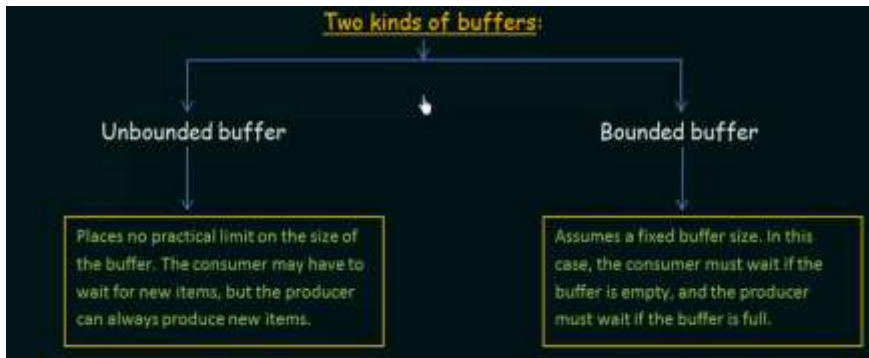 Two kinds of buffers:
Unbounded buffer
Bounded buffer
Places no practical limit on the size of
the buffer. The consumer may have to
wait for new items, but the producer
can always produce new items.
Assumes a fixed buffer size. In this
case, the consumer must wait if the
buffer is empty, and the producer
must wait if the buffer is full.